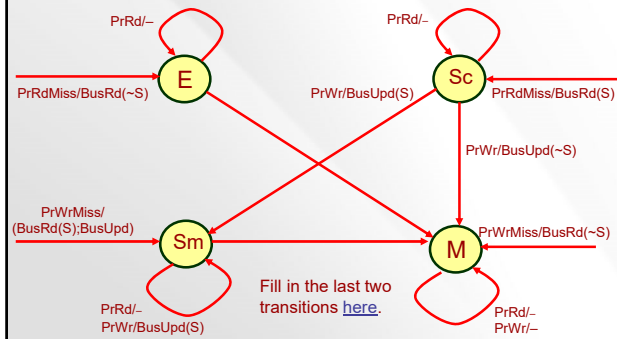 PrRd/–
PrRd/-
E
Sc
PrRdMiss/BusRd(~S)
PrWr/BusUpd(S)
PrRdMiss/BusRd(S)
PrWr/BusUpd(~S)
PrWrMiss/
(BusRd(S);BusUpd)
Sm
M
PrWrMiss/BusRd(~S)
PrRd/-
PrWr/BusUpd(S)
Fill in the last two
transitions here.
PrRd/–
PrWr/–